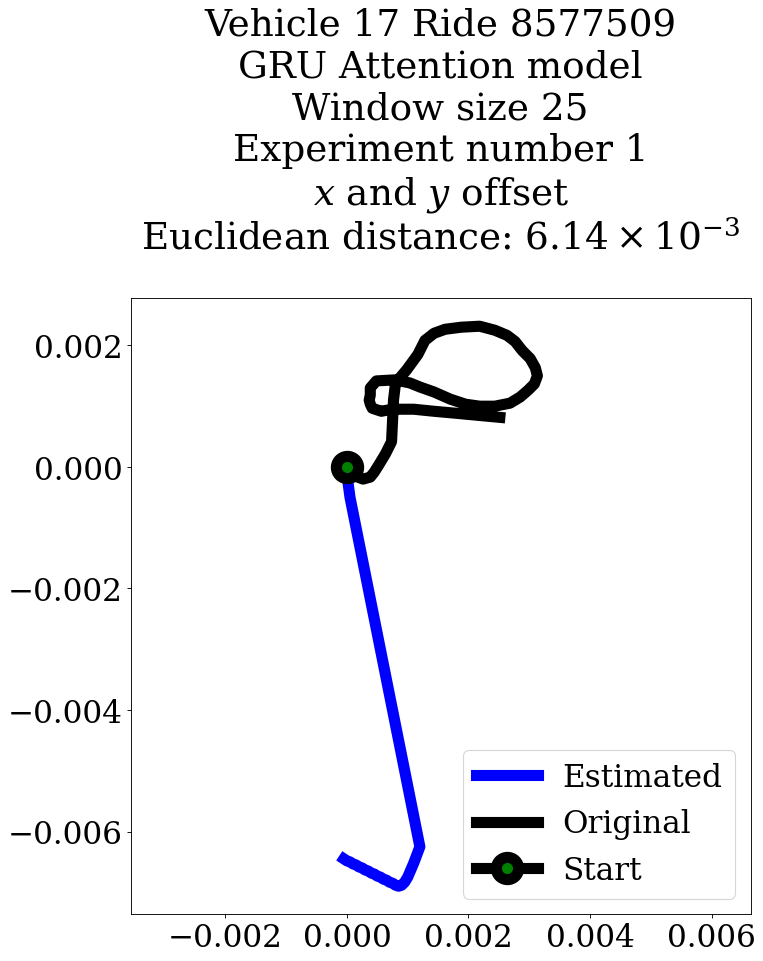 Vehicle 17 Ride 8577509
GRU Attention model
Window size 25
Experiment number 1
x and y offset
Euclidean distance: 6.14 × 10⁻³
0.002
0.000
−0.002
−0.004
−0.006
Estimated
Original
Start
−0.002 0.000 0.002 0.004 0.006